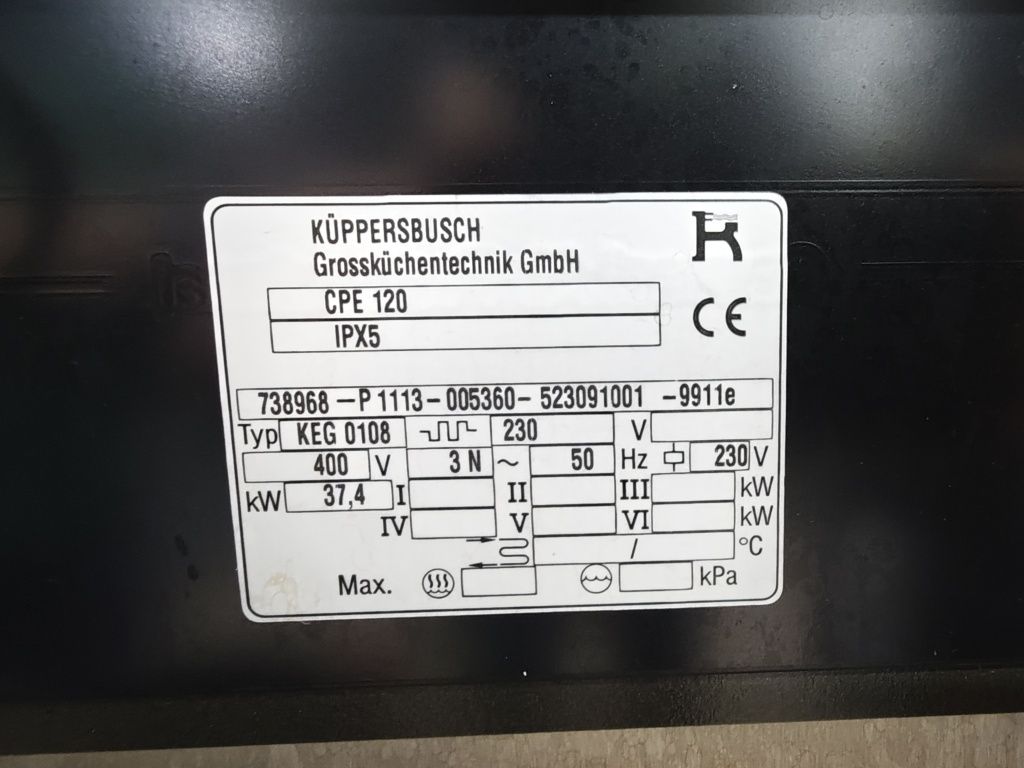 KÜPPERSBUSCH
Grossküchentechnik GmbH
CPE 120
IPX5
CE
738968 -P 1113-005360-523091001 -9911e
Typ KEG 0108 230 V
400 V 3 N ~ 50 Hz 230 V
kW 37,4 I II III kW
IV V VI kW
/ °C
Max. kPa